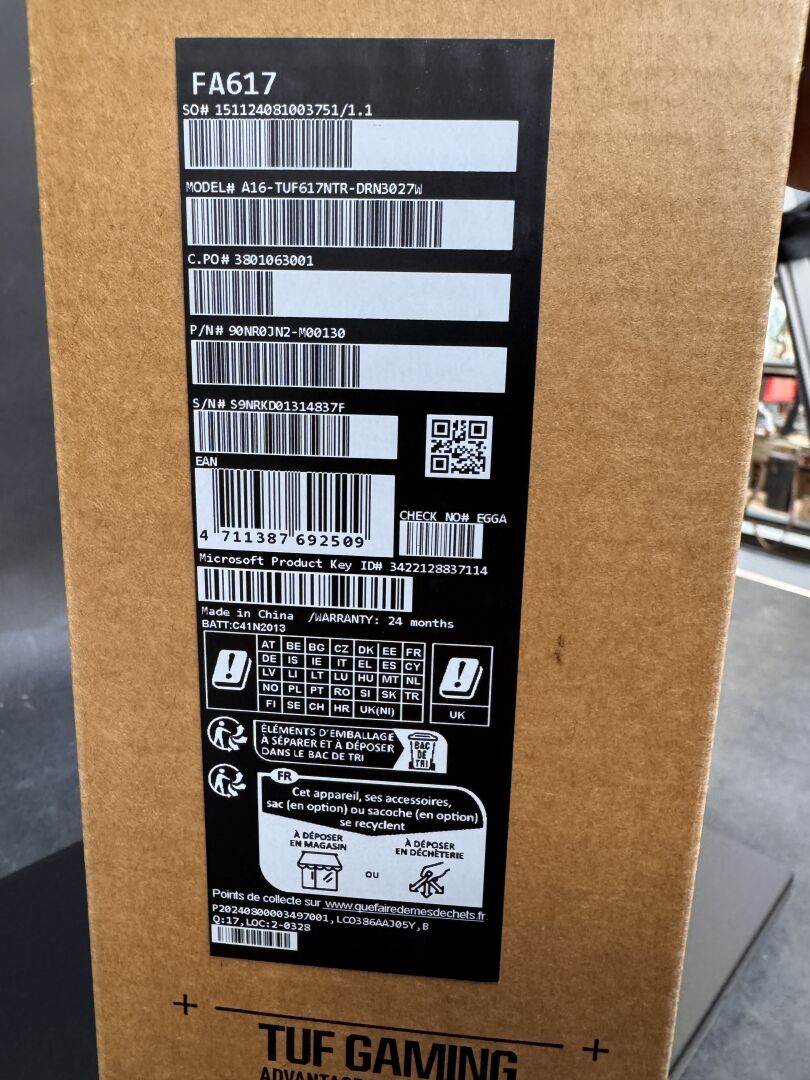 FA617
SO# 151124081003751/1.1
MODEL# A16-TUF617NTR-DRN3027W
C.PO# 3801063001
P/N# 90NR0JN2-M00130
S/N# S9NRKD01314837F
EAN
4 711387 692509
CHECK NO# EGGA
Microsoft Product Key ID# 3422128837114
Made in China /WARRANTY: 24 months
BATT:C41N2013
AT BE BG CZ DK EE FR
DE IS IE IT EL ES CY
LV LI LT LU HU MT NL
NO PL PT RO SI SK TR
FI SE CH HR UK(NI)
UK
ÉLÉMENTS D'EMBALLAGE
À SÉPARER ET À DÉPOSER
DANS LE BAC DE TRI
BAC
DE
TRI
FR
Cet appareil, ses accessoires,
sac (en option) ou sacoche (en option)
se recyclent
À DÉPOSER
EN MAGASIN
OU
À DÉPOSER
EN DÉCHÈTERIE
Points de collecte sur www.quefairedemesdechets.fr
P20240800003497001,LCO386AAJ05Y,B
Q:17,LOC:2-0328
TUF GAMING